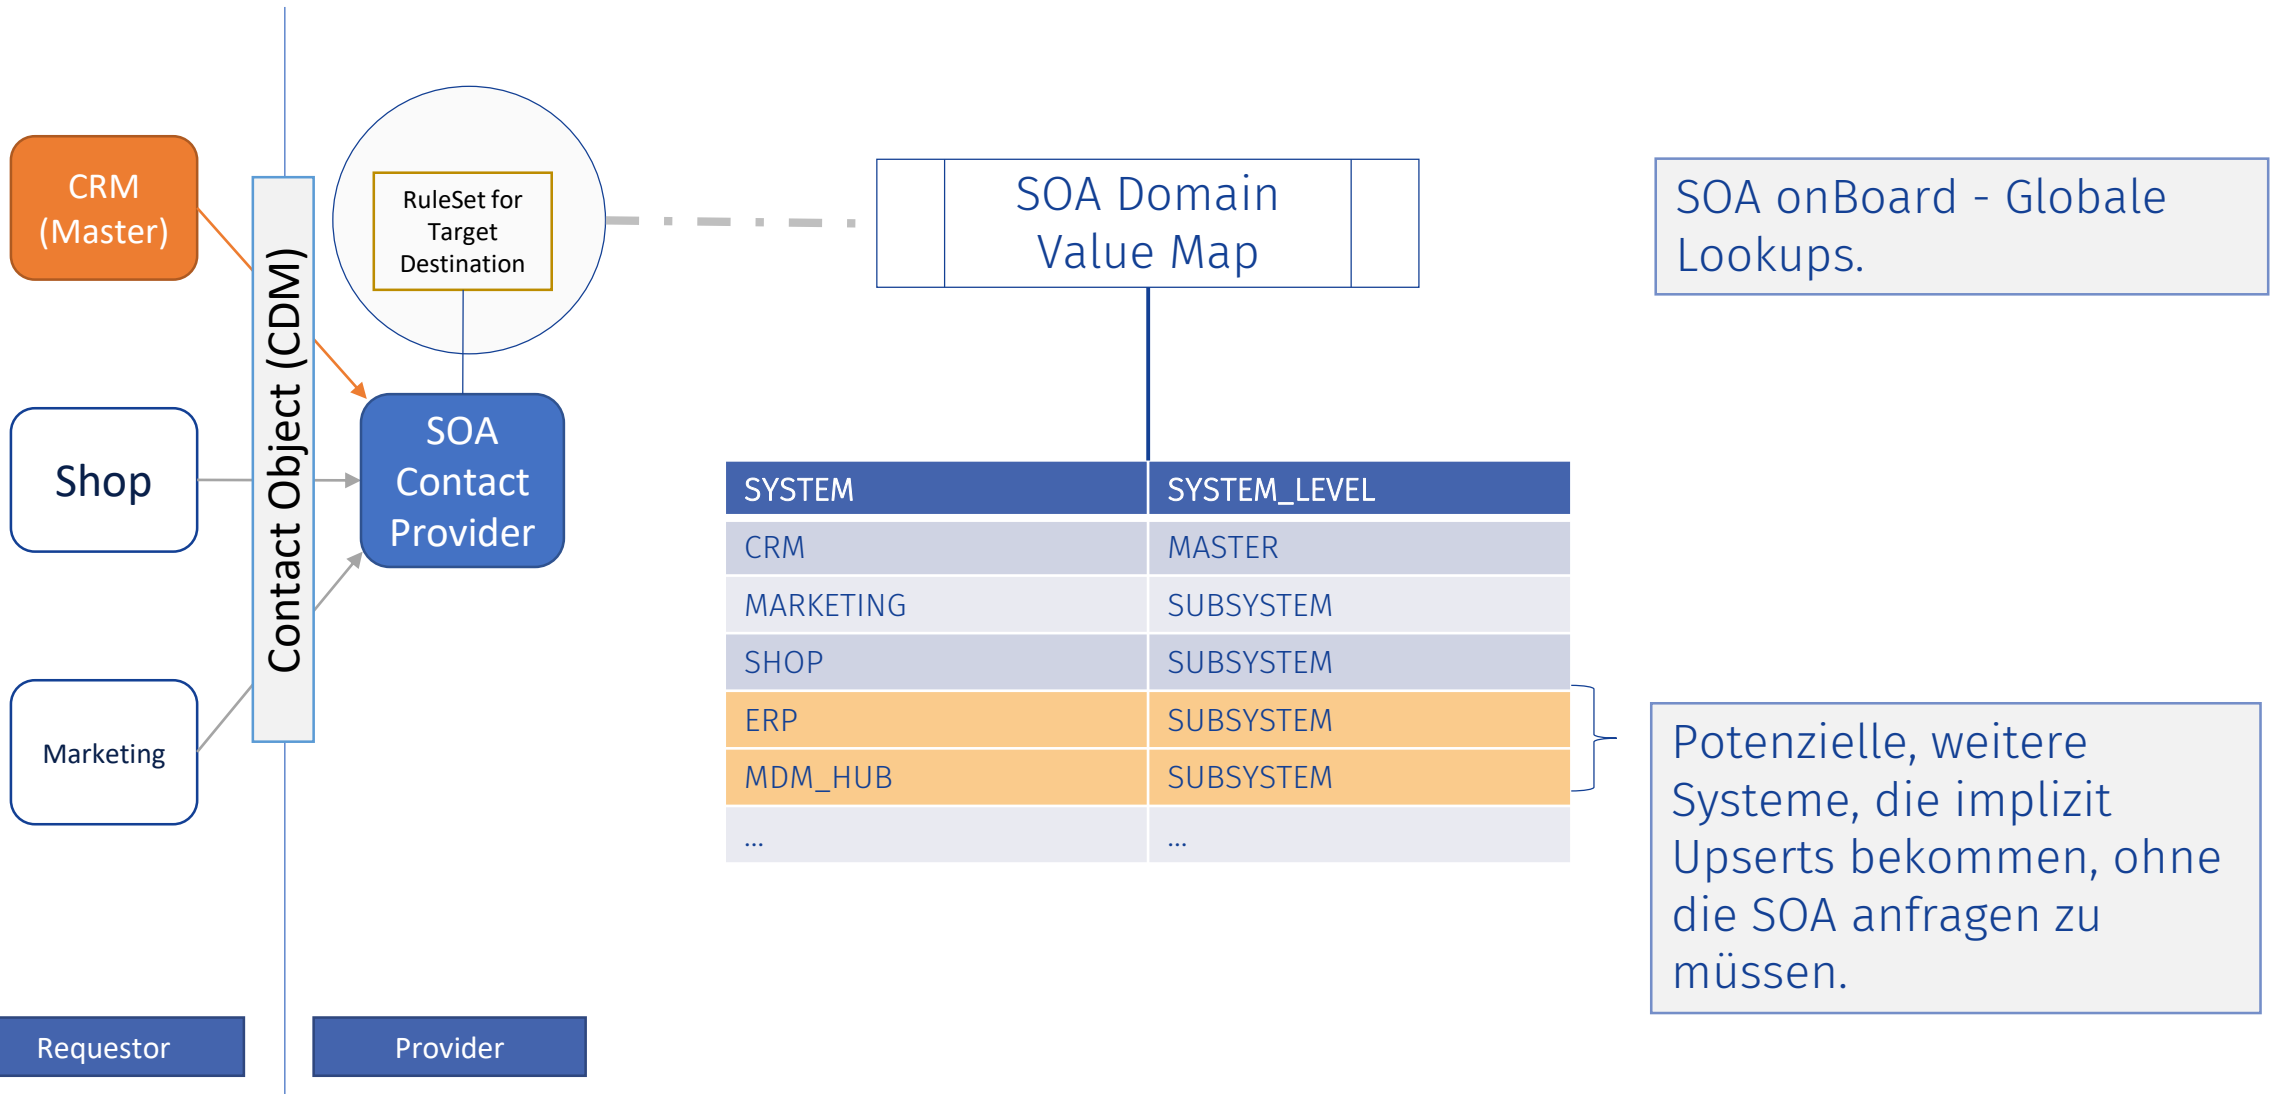 CRM
(Master)
Shop
Marketing
Contact Object (CDM)
RuleSet for
Target
Destination
SOA
Contact
Provider
Requestor
Provider
SOA Domain
Value Map
SYSTEM SYSTEM_LEVEL
CRM MASTER
MARKETING SUBSYSTEM
SHOP SUBSYSTEM
ERP SUBSYSTEM
MDM_HUB SUBSYSTEM
... ...
SOA onBoard - Globale
Lookups.
Potenzielle, weitere
Systeme, die implizit
Upserts bekommen, ohne
die SOA anfragen zu
müssen.